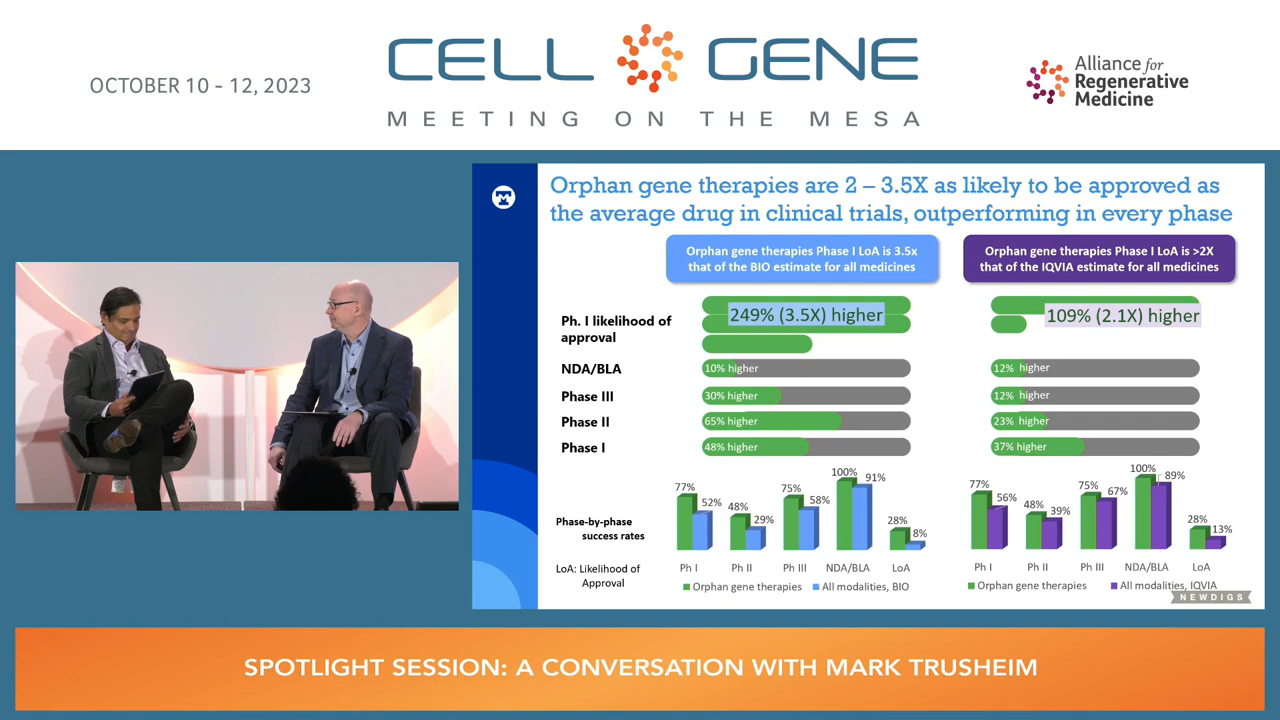 OCTOBER 10 - 12, 2023
CELL GENE
MEETING ON THE MESA
Alliance for
Regenerative
Medicine
Orphan gene therapies are 2 – 3.5X as likely to be approved as
the average drug in clinical trials, outperforming in every phase
Orphan gene therapies Phase I LoA is 3.5x
that of the BIO estimate for all medicines
Orphan gene therapies Phase I LoA is >2X
that of the IQVIA estimate for all medicines
Ph. I likelihood of
approval
249% (3.5X) higher
109% (2.1X) higher
NDA/BLA
10% higher
12% higher
Phase III
30% higher
12% higher
Phase II
65% higher
23% higher
Phase I
48% higher
37% higher
Phase-by-phase
success rates
77% 52% 48% 29% 75% 58% 100% 91% 28% 8%
77% 56% 48% 39% 75% 67% 100% 89% 28% 13%
LoA: Likelihood of
Approval
Ph I Ph II Ph III NDA/BLA LoA
Ph I Ph II Ph III NDA/BLA LoA
Orphan gene therapies All modalities, BIO
Orphan gene therapies All modalities, IQVIA
NEWDIGS
SPOTLIGHT SESSION: A CONVERSATION WITH MARK TRUSHEIM